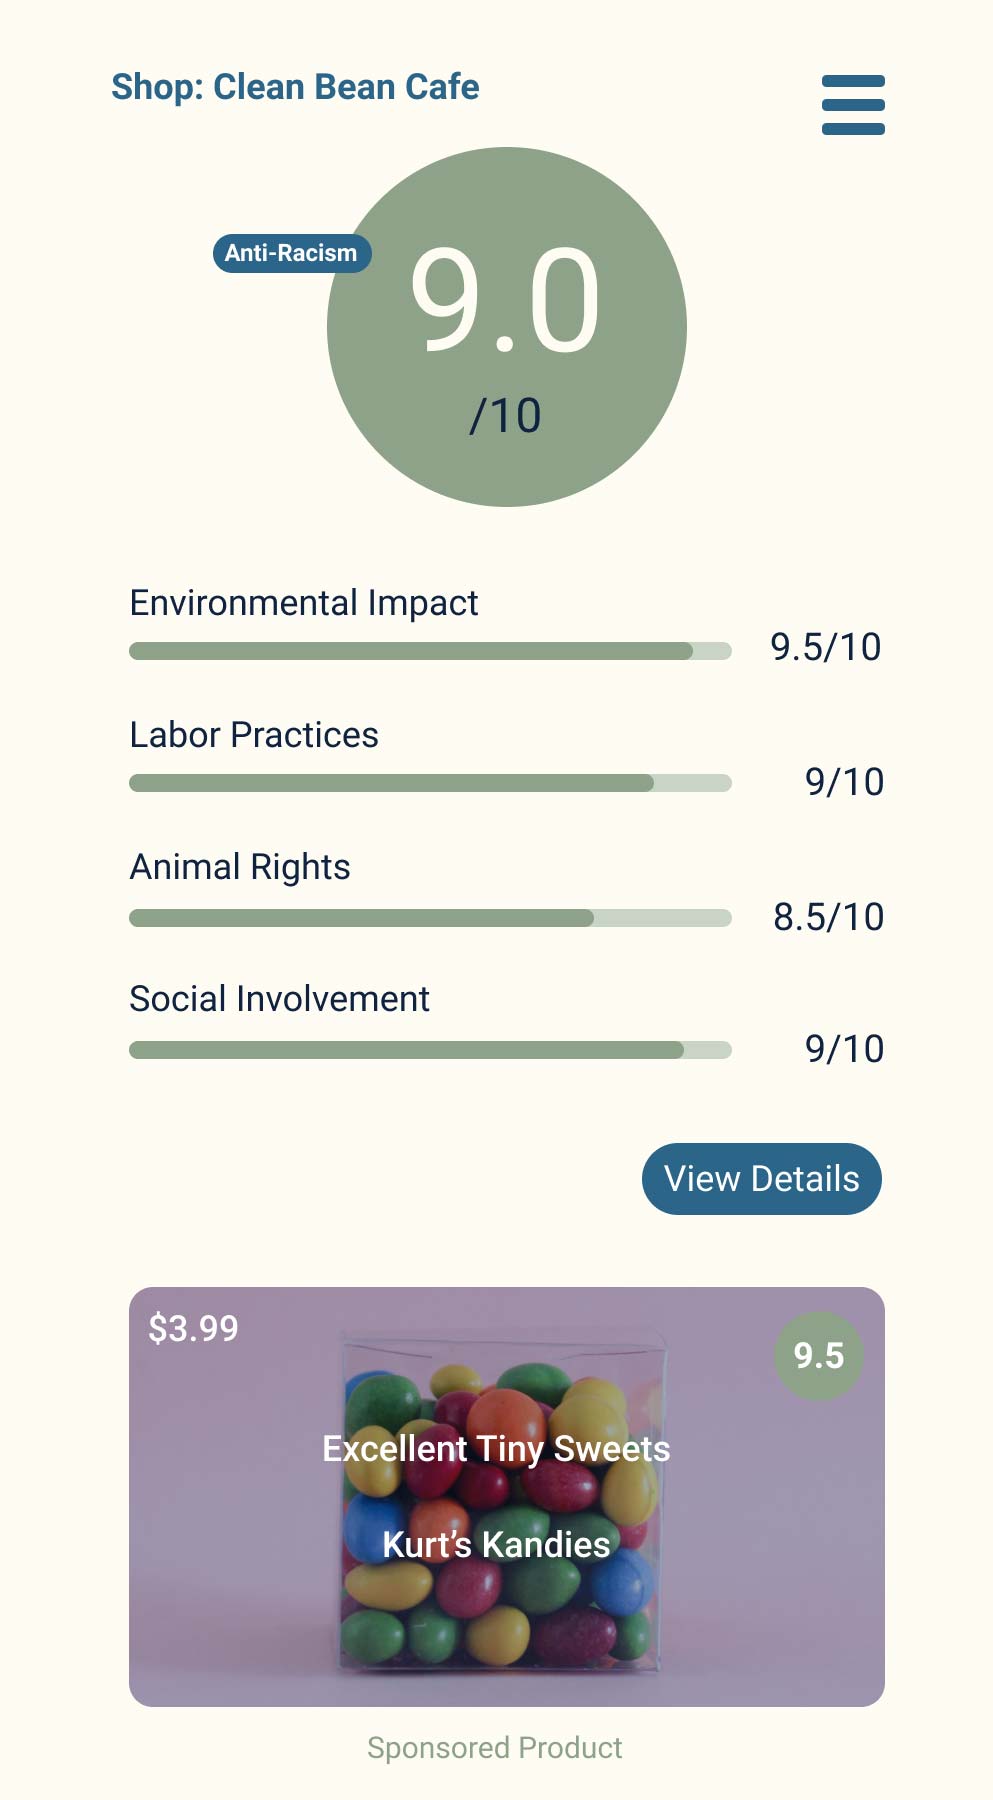 Shop: Clean Bean Cafe
Anti-Racism
9.0
/10
Environmental Impact
9.5/10
Labor Practices
9/10
Animal Rights
8.5/10
Social Involvement
9/10
View Details
$3.99
9.5
Excellent Tiny Sweets
Kurt’s Kandies
Sponsored Product